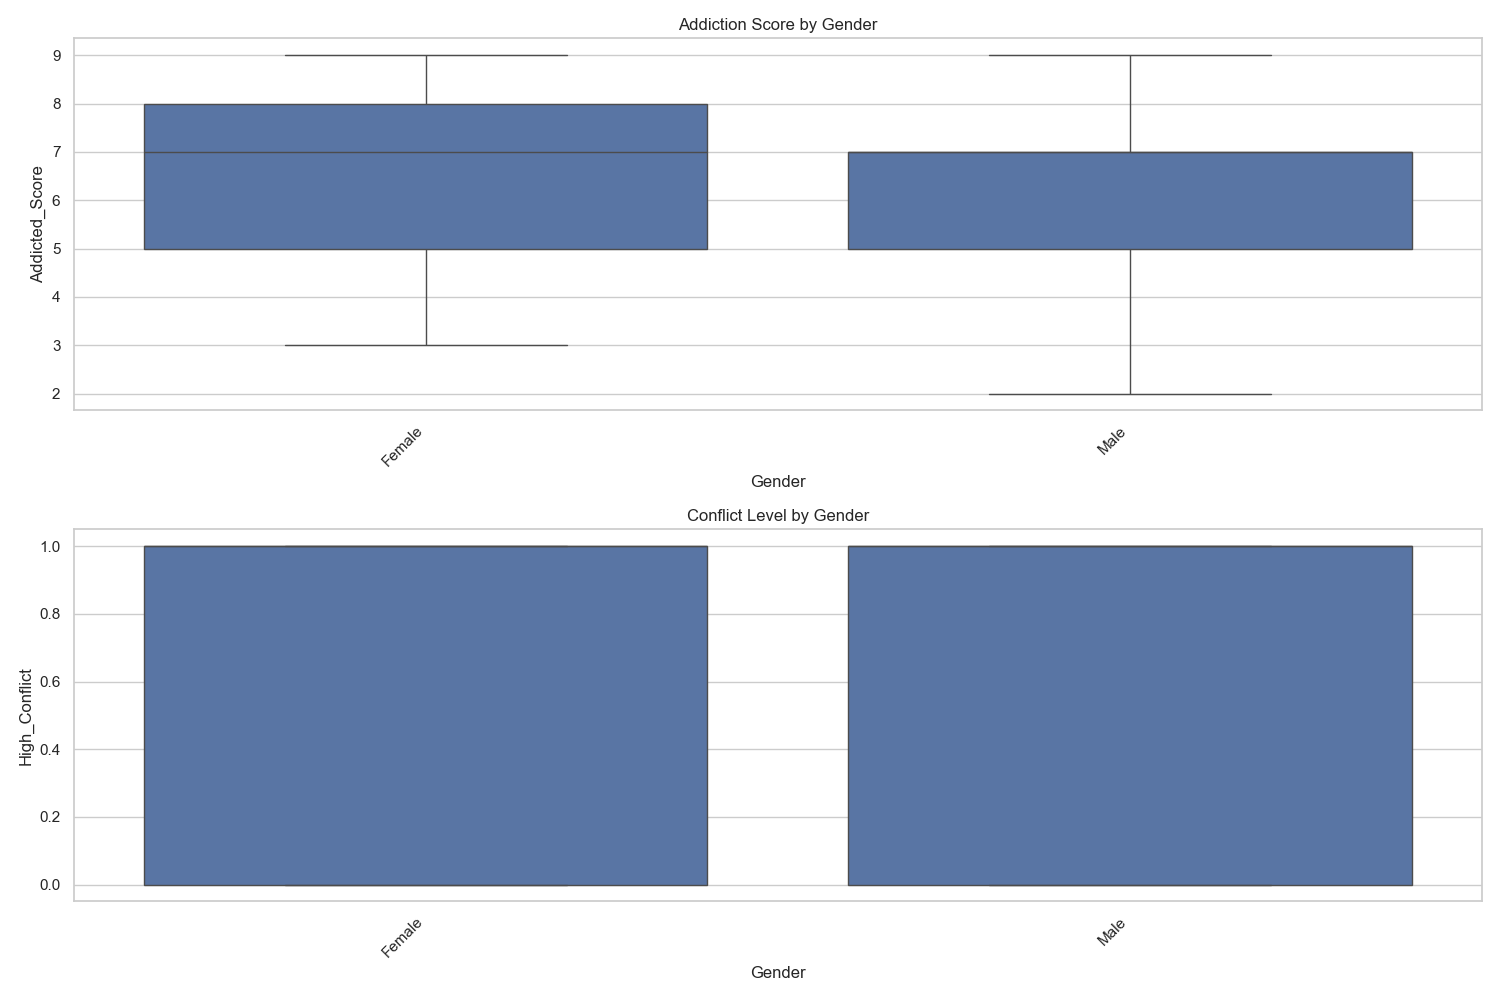 Addiction Score by Gender
9
8
7
6
5
4
3
2
Addicted_Score
Female
Male
Gender
Conflict Level by Gender
1.0
0.8
0.6
0.4
0.2
0.0
High_Conflict
Female
Male
Gender